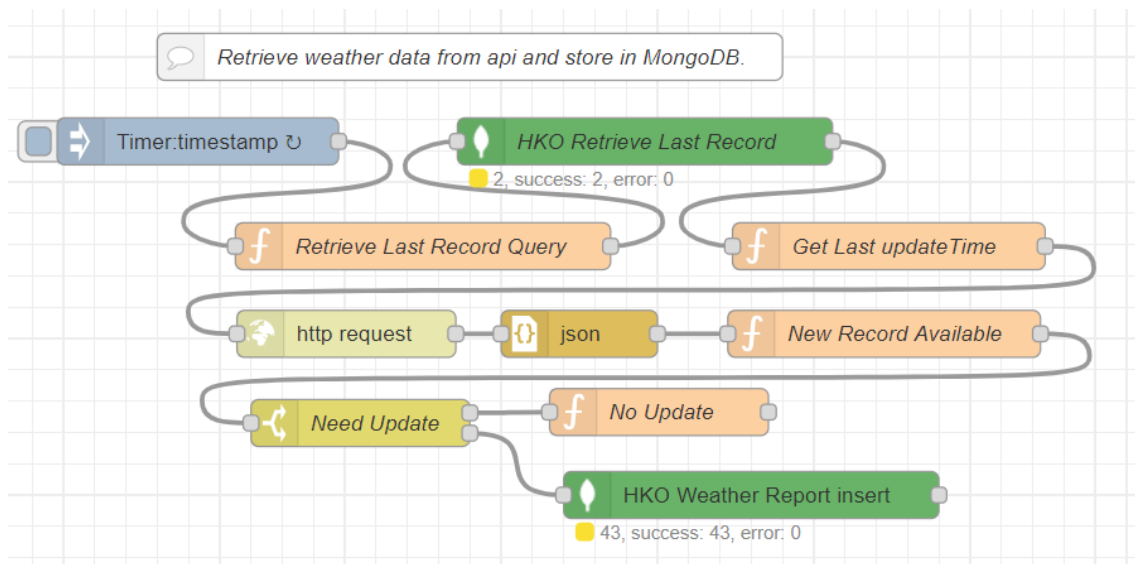 Retrieve weather data from api and store in MongoDB.
Timer:timestamp ↻
HKO Retrieve Last Record
2, success: 2, error: 0
Retrieve Last Record Query
Get Last updateTime
http request
json
New Record Available
Need Update
No Update
HKO Weather Report insert
43, success: 43, error: 0